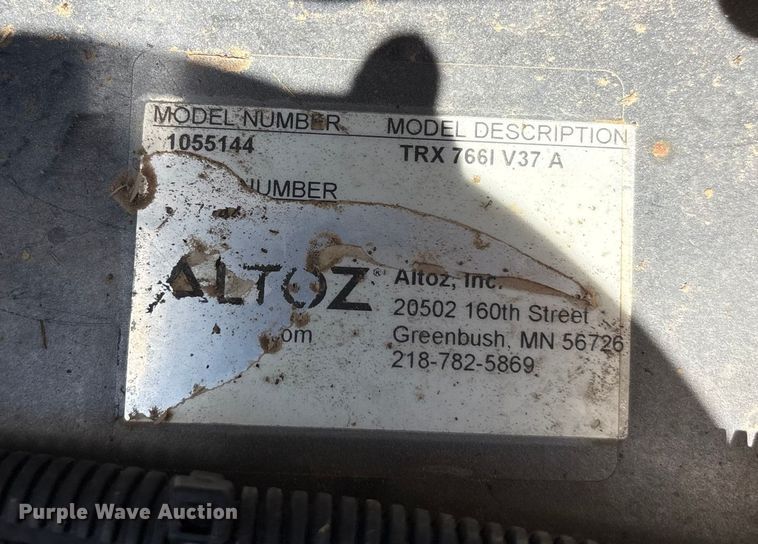 MODEL NUMBER MODEL DESCRIPTION
1055144 TRX 766I V37 A
NUMBER
ALTOZ® Altoz, Inc.
20502 160th Street
om Greenbush, MN 56726
218-782-5869
Purple Wave Auction®